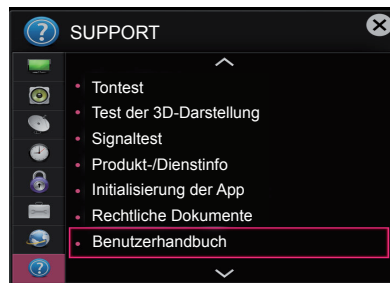 SUPPORT
Tontest
Test der 3D-Darstellung
Signaltest
Produkt-/Dienstinfo
Initialisierung der App
Rechtliche Dokumente
Benutzerhandbuch